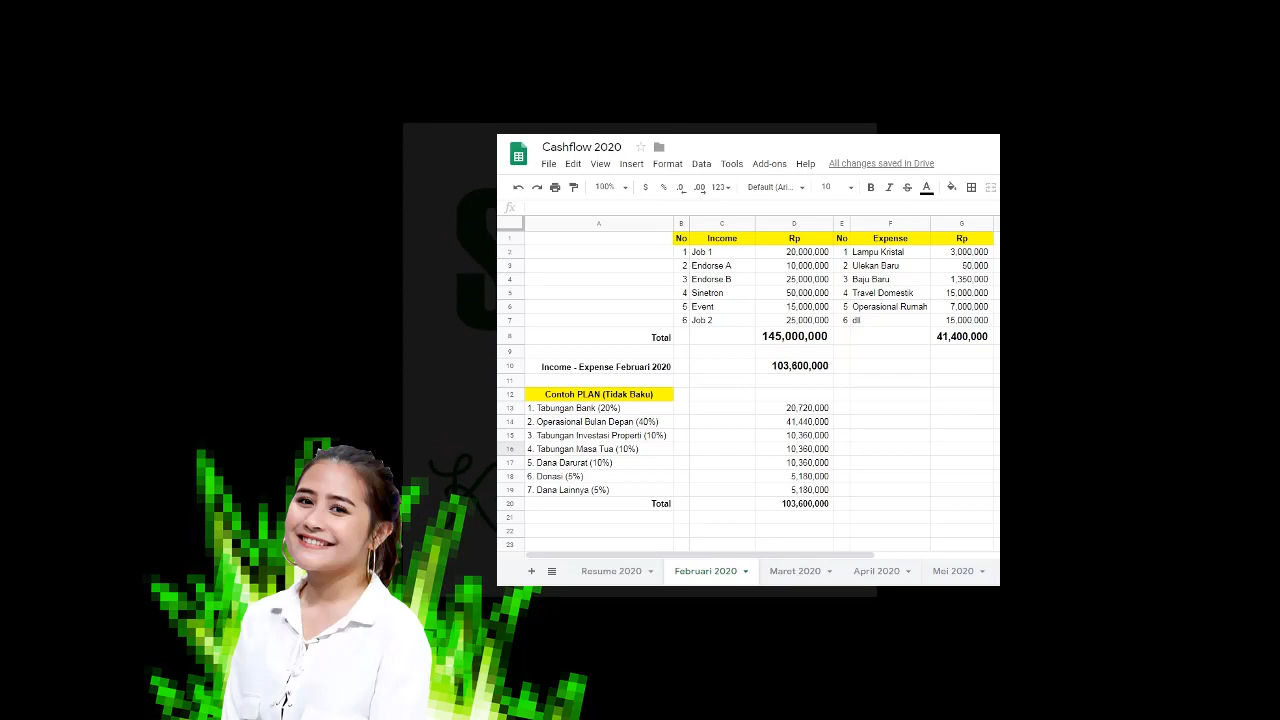 Cashflow 2020
File Edit View Insert Format Data Tools Add-ons Help All changes saved in Drive
100% $ % .0 .00 123 Default (Ari... 10 B I S A
fx
A B C D E F G
1 No Income Rp No Expense Rp
2 1 Job 1 20,000,000 1 Lampu Kristal 3,000,000
3 2 Endorse A 10,000,000 2 Ulekan Baru 50,000
4 3 Endorse B 25,000,000 3 Baju Baru 1,350,000
5 4 Sinetron 50,000,000 4 Travel Domestik 15,000,000
6 5 Event 15,000,000 5 Operasional Rumah 7,000,000
7 6 Job 2 25,000,000 6 dll 15,000,000
8 Total 145,000,000 41,400,000
9
10 Income - Expense Februari 2020 103,600,000
11
12 Contoh PLAN (Tidak Baku)
13 1. Tabungan Bank (20%) 20,720,000
14 2. Operasional Bulan Depan (40%) 41,440,000
15 3. Tabungan Investasi Properti (10%) 10,360,000
16 4. Tabungan Masa Tua (10%) 10,360,000
17 5. Dana Darurat (10%) 10,360,000
18 6. Donasi (5%) 5,180,000
19 7. Dana Lainnya (5%) 5,180,000
20 Total 103,600,000
21
22
23
+ Resume 2020 Februari 2020 Maret 2020 April 2020 Mei 2020